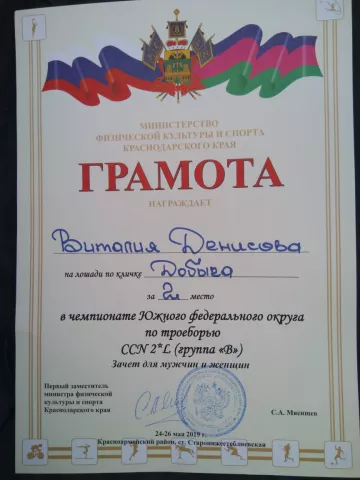 МИНИСТЕРСТВО
ФИЗИЧЕСКОЙ КУЛЬТУРЫ И СПОРТА
КРАСНОДАРСКОГО КРАЯ
ГРАМОТА
НАГРАЖДАЕТ
Виталия Денисова
на лошади по кличке Добыча
за 2 место
в чемпионате Южного федерального округа
по троеборью
CCN 2*L (группа «В»)
Зачет для мужчин и женщин
Первый заместитель
министра физической
культуры и спорта
Краснодарского края
С.А. Мясищев
24-26 мая 2019 г.
Красноармейский район, ст. Старонижестеблиевская